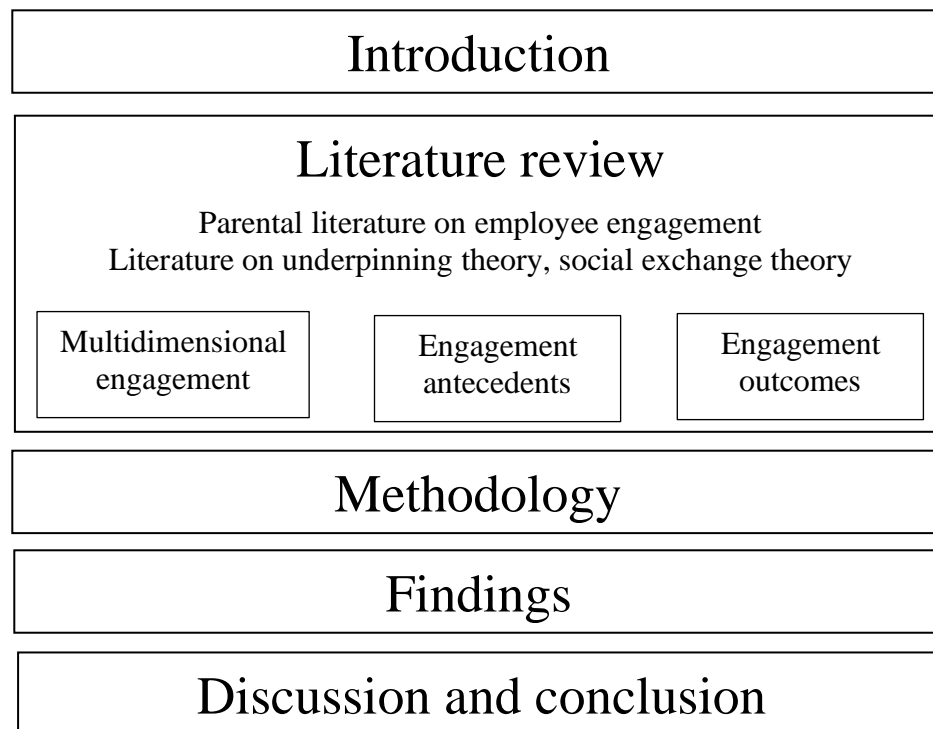 Introduction
Literature review
Parental literature on employee engagement
Literature on underpinning theory, social exchange theory
Multidimensional
engagement
Engagement
antecedents
Engagement
outcomes
Methodology
Findings
Discussion and conclusion